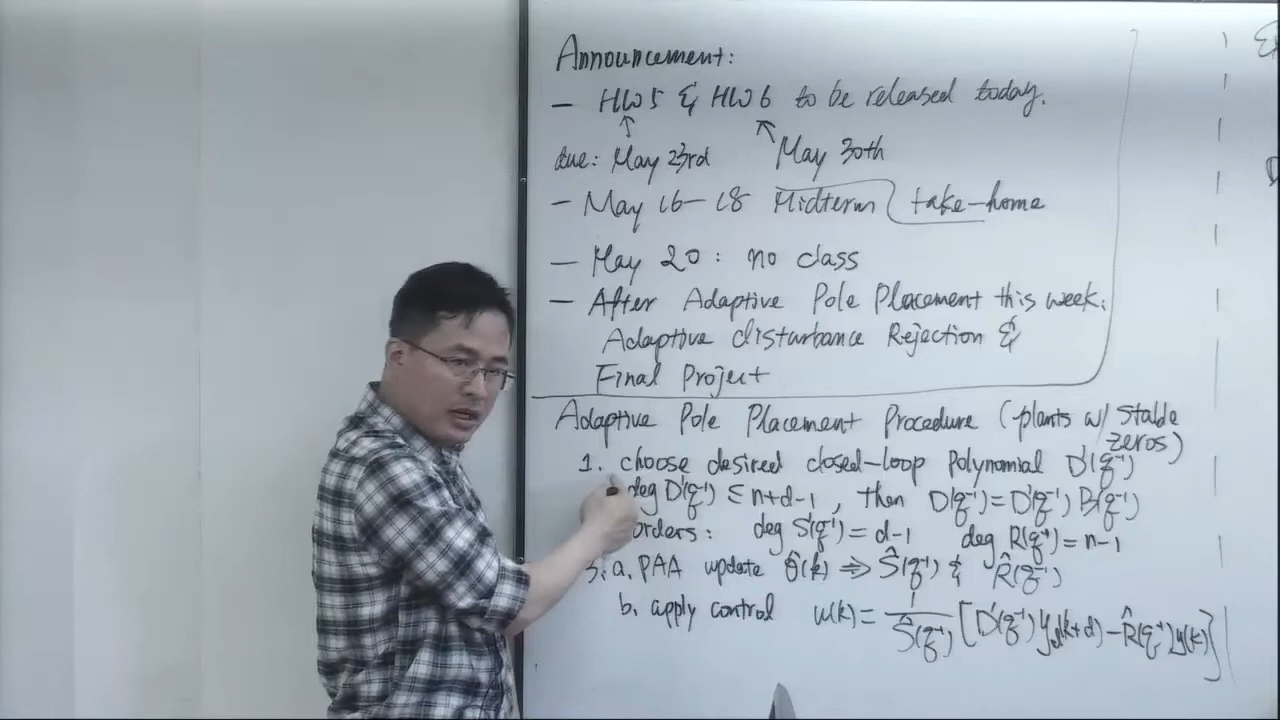 Announcement:
— HW5 & HW6 to be released today.
due: May 23rd May 30th
— May 16-18 Midterm take-home
— May 20: no class
— After Adaptive Pole Placement this week.
Adaptive disturbance Rejection &
Final Project
Adaptive Pole Placement Procedure (plants w/ stable
zeros)
1. choose desired closed-loop polynomial D'(q⁻¹)
deg D'(q⁻¹) ≤ n+d-1, then D(q⁻¹)=D'(q⁻¹) B(q⁻¹)
orders: deg S'(q⁻¹) = d-1 deg R(q⁻¹) = n-1
3. a. PAA update θ̂(k) ⇒ Ŝ(q⁻¹) & R̂(q⁻¹)
b. apply control u(k) = 1/Ŝ(q⁻¹) [D'(q⁻¹) y_d(k+d) - R̂(q⁻¹) y(k)]